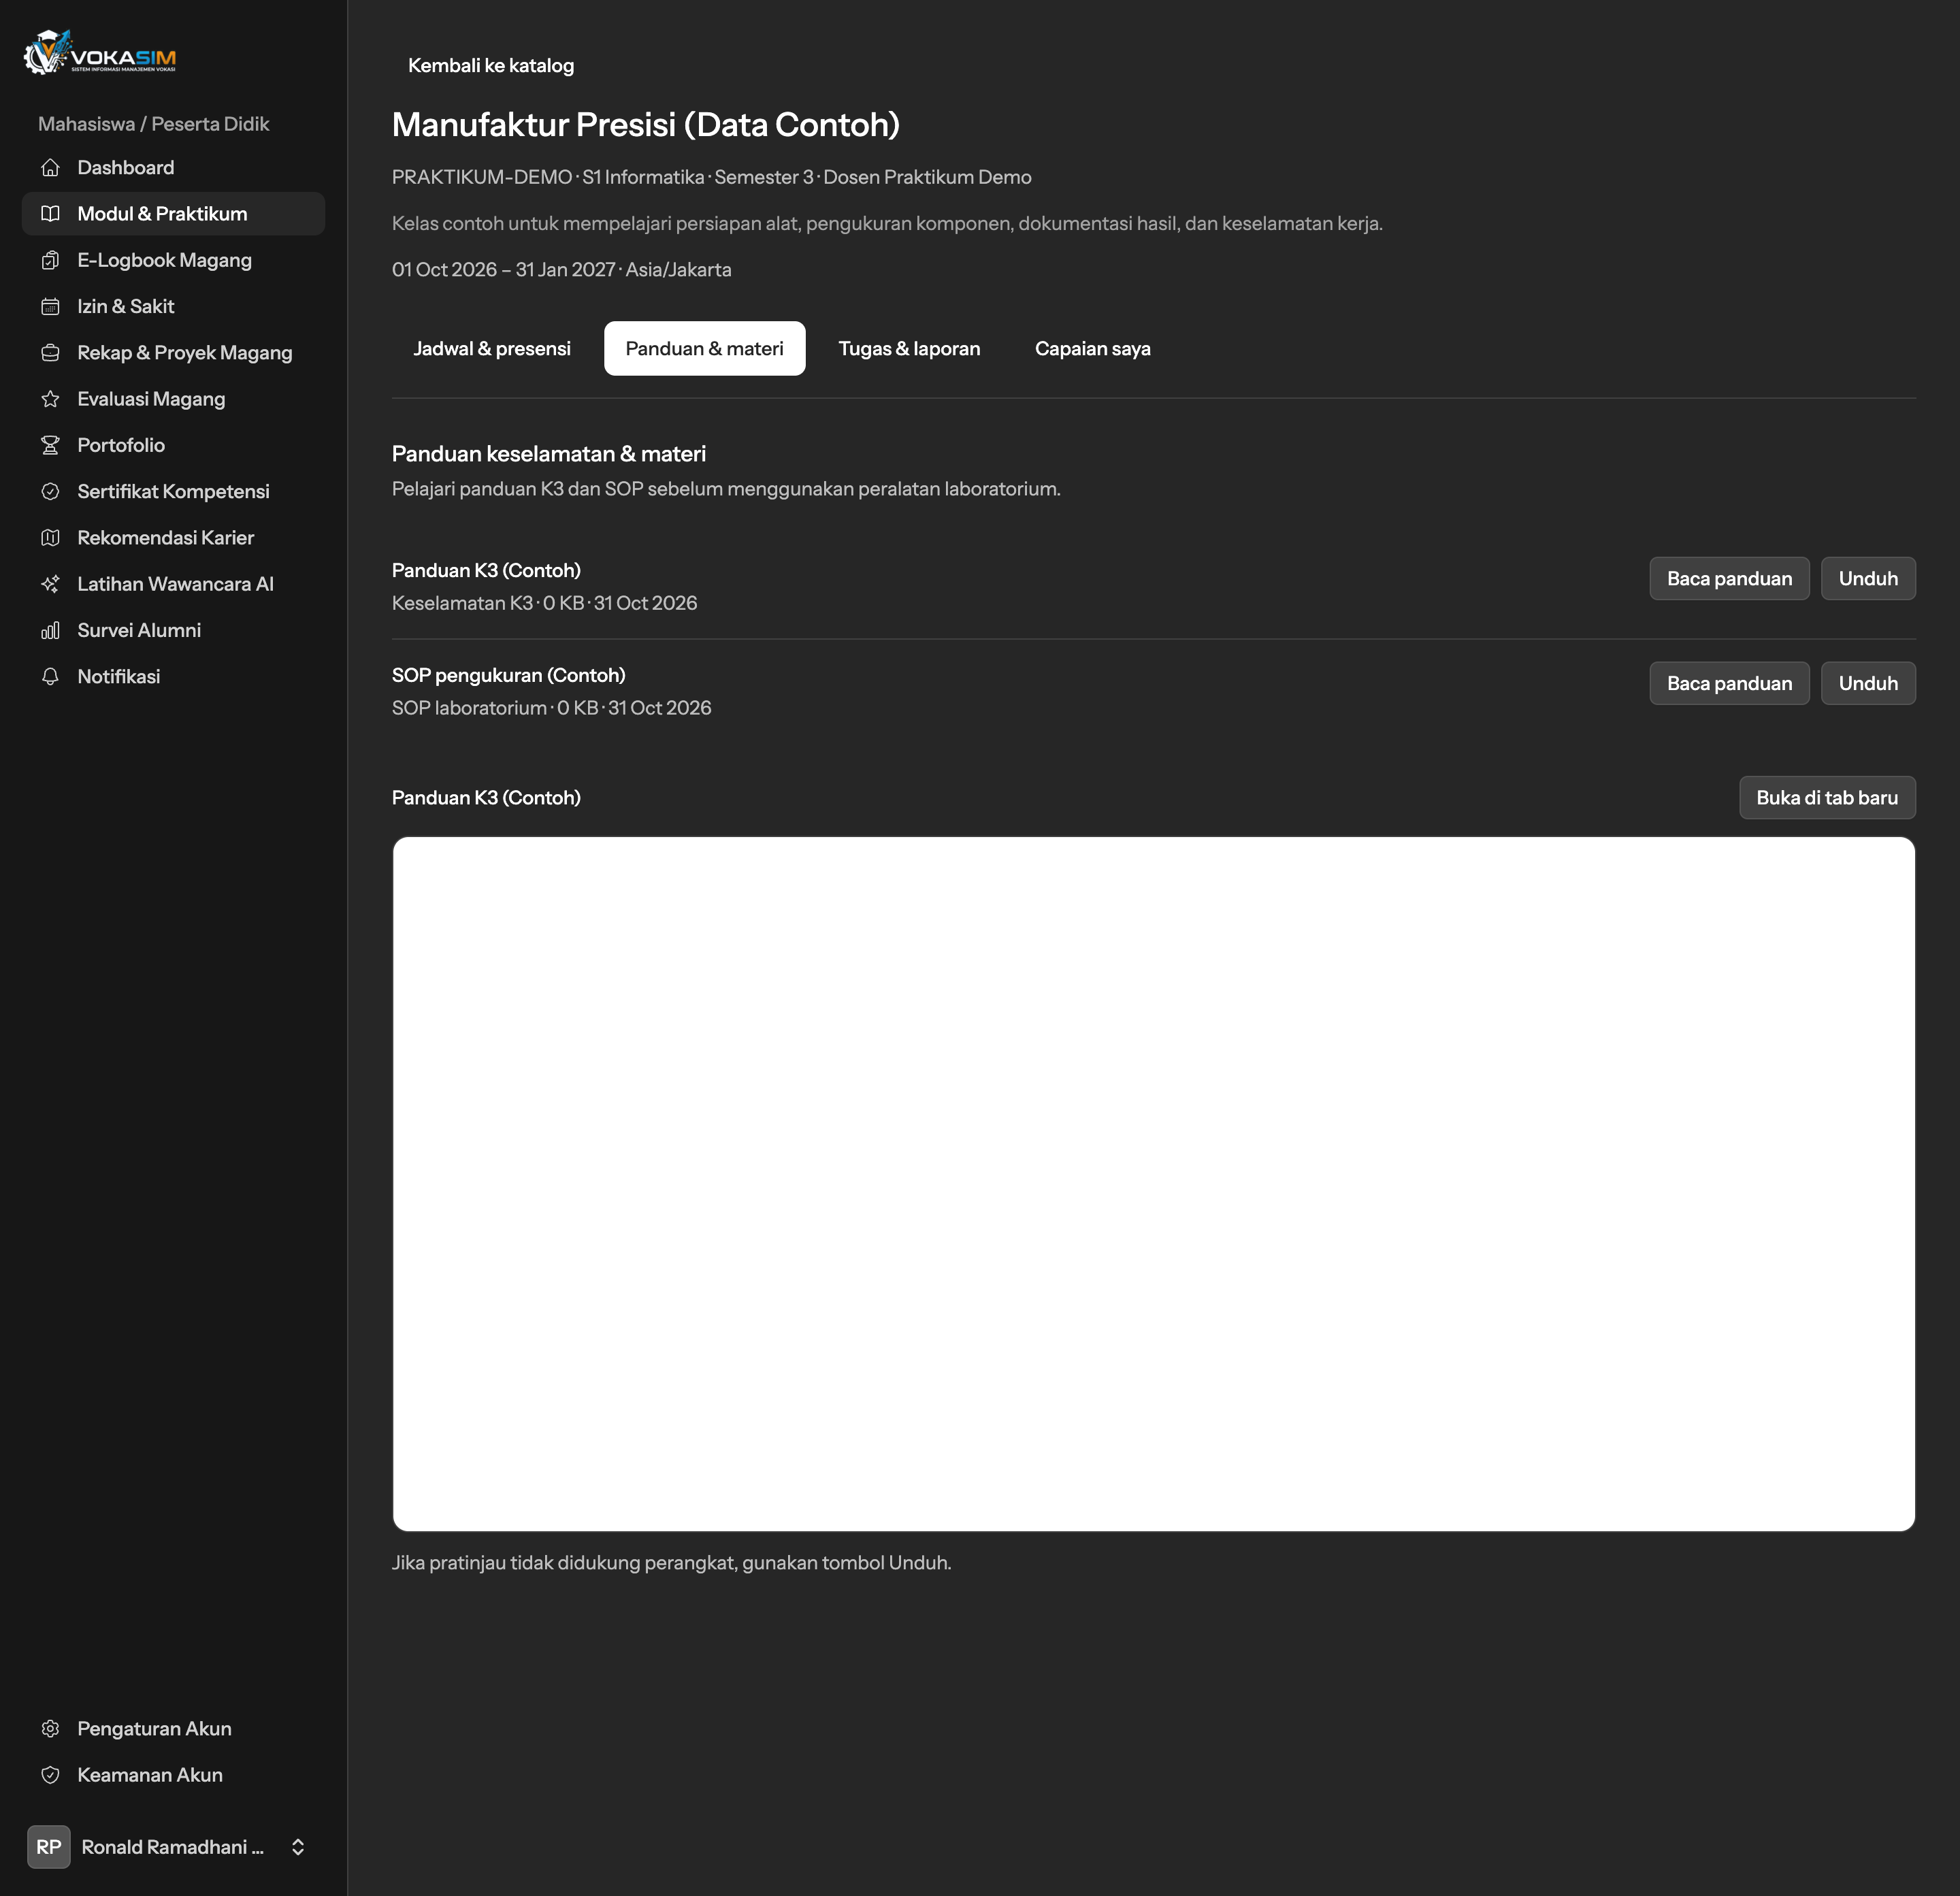 VOKASIM
SISTEM INFORMASI MANAJEMEN VOKASI
Mahasiswa / Peserta Didik
Dashboard
Modul & Praktikum
E-Logbook Magang
Izin & Sakit
Rekap & Proyek Magang
Evaluasi Magang
Portofolio
Sertifikat Kompetensi
Rekomendasi Karier
Latihan Wawancara AI
Survei Alumni
Notifikasi
Pengaturan Akun
Keamanan Akun
RP Ronald Ramadhani ...
Kembali ke katalog
Manufaktur Presisi (Data Contoh)
PRAKTIKUM-DEMO · S1 Informatika · Semester 3 · Dosen Praktikum Demo
Kelas contoh untuk mempelajari persiapan alat, pengukuran komponen, dokumentasi hasil, dan keselamatan kerja.
01 Oct 2026 – 31 Jan 2027 · Asia/Jakarta
Jadwal & presensi Panduan & materi Tugas & laporan Capaian saya
Panduan keselamatan & materi
Pelajari panduan K3 dan SOP sebelum menggunakan peralatan laboratorium.
Panduan K3 (Contoh)
Keselamatan K3 · 0 KB · 31 Oct 2026
Baca panduan Unduh
SOP pengukuran (Contoh)
SOP laboratorium · 0 KB · 31 Oct 2026
Baca panduan Unduh
Panduan K3 (Contoh) Buka di tab baru
Jika pratinjau tidak didukung perangkat, gunakan tombol Unduh.